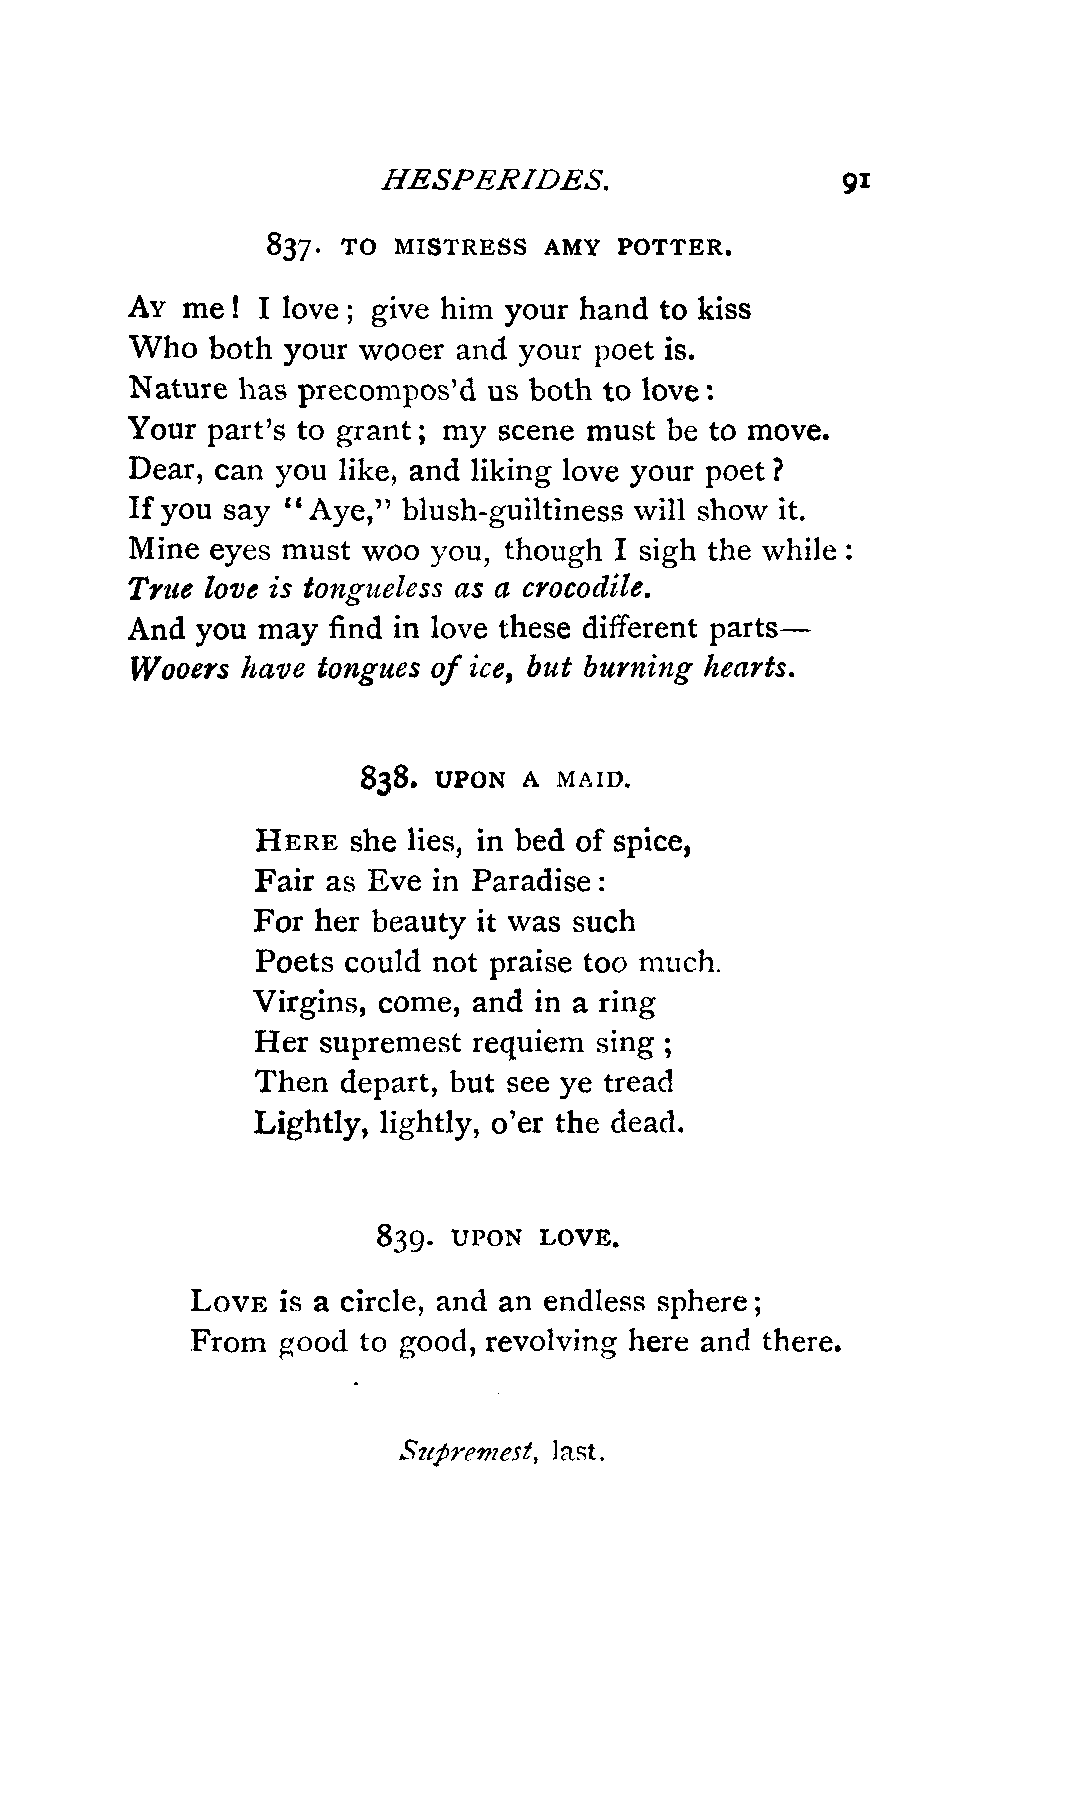 HESPERIDES. 91
837. TO MISTRESS AMY POTTER.
AY me! I love; give him your hand to kiss
Who both your wooer and your poet is.
Nature has precompos'd us both to love:
Your part's to grant; my scene must be to move.
Dear, can you like, and liking love your poet?
If you say "Aye," blush-guiltiness will show it.
Mine eyes must woo you, though I sigh the while:
True love is tongueless as a crocodile.
And you may find in love these different parts—
Wooers have tongues of ice, but burning hearts.
838. UPON A MAID.
HERE she lies, in bed of spice,
Fair as Eve in Paradise:
For her beauty it was such
Poets could not praise too much.
Virgins, come, and in a ring
Her supremest requiem sing;
Then depart, but see ye tread
Lightly, lightly, o'er the dead.
839. UPON LOVE.
LOVE is a circle, and an endless sphere;
From good to good, revolving here and there.
Supremest, last.